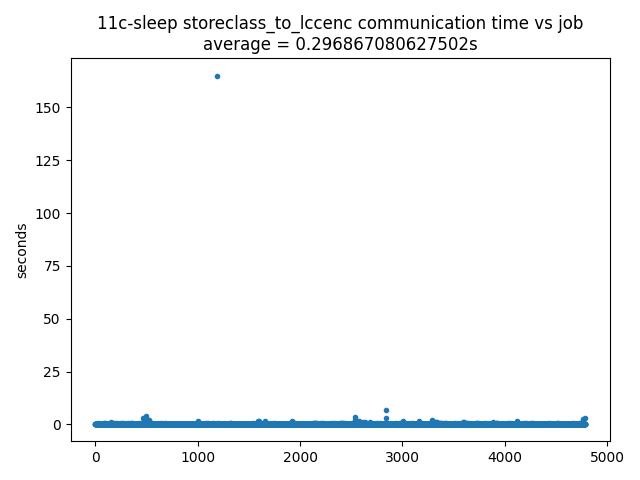 11c-sleep storeclass_to_lccenc communication time vs job
average = 0.296867080627502s
seconds
150
125
100
75
50
25
0
0 1000 2000 3000 4000 5000